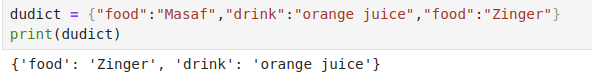 dudict = {"food":"Masaf","drink":"orange juice","food":"Zinger"}
print(dudict)
{'food': 'Zinger', 'drink': 'orange juice'}